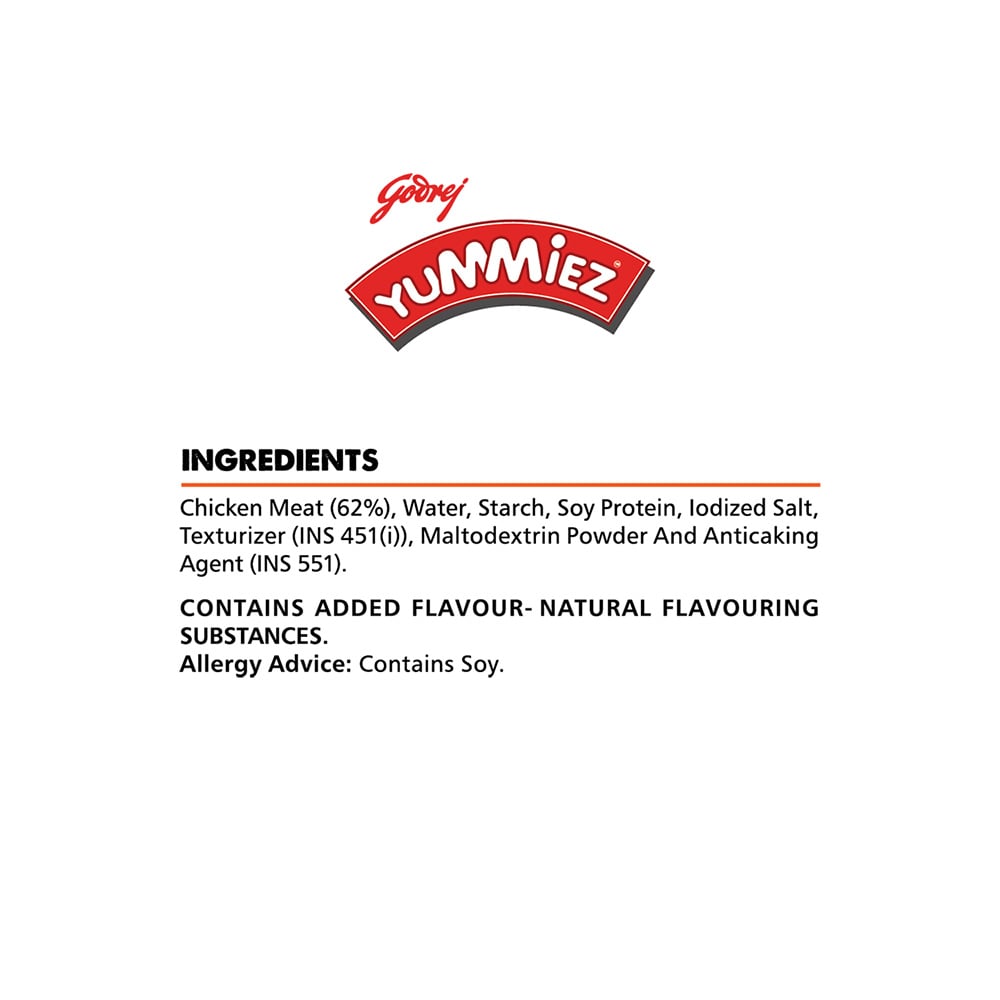 Godrej
YUMMiEZ™
INGREDIENTS
Chicken Meat (62%), Water, Starch, Soy Protein, Iodized Salt,
Texturizer (INS 451(i)), Maltodextrin Powder And Anticaking
Agent (INS 551).
CONTAINS ADDED FLAVOUR- NATURAL FLAVOURING
SUBSTANCES.
Allergy Advice: Contains Soy.